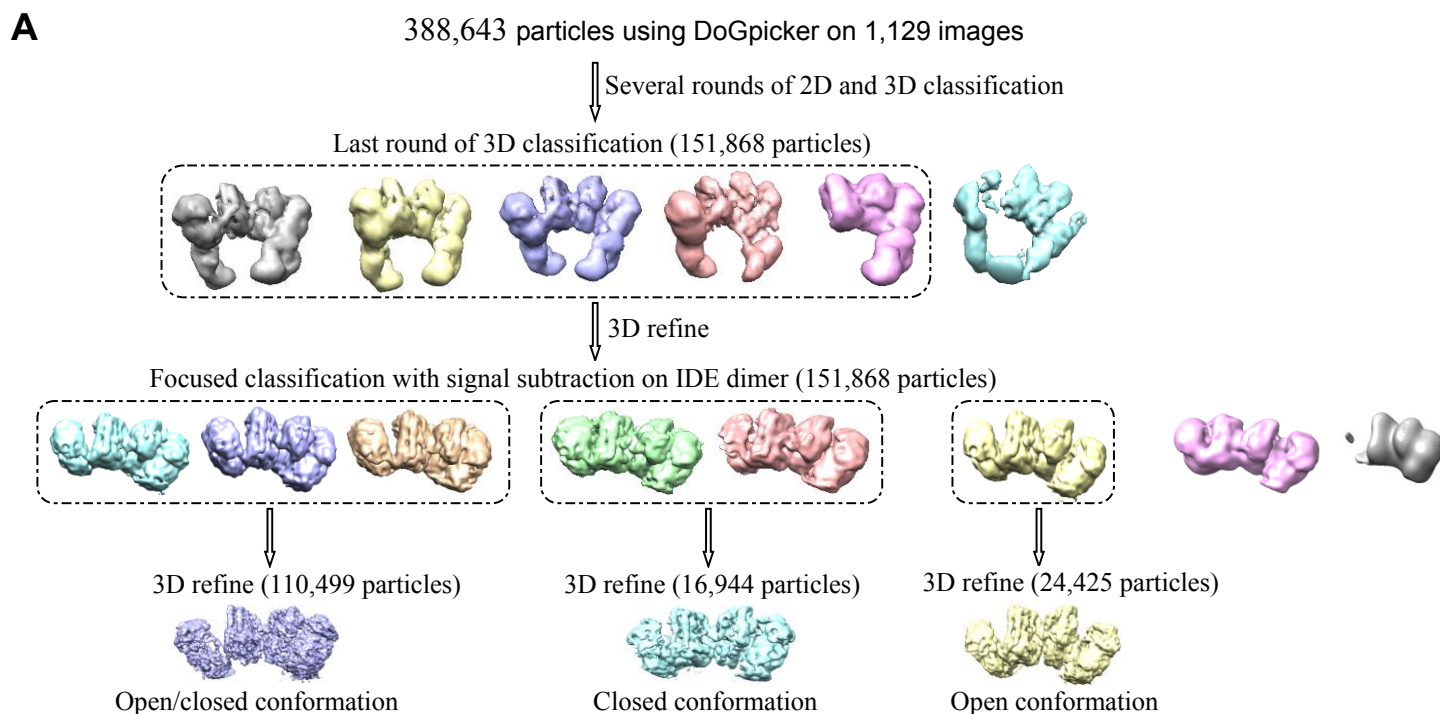 A
388,643 particles using DoGpicker on 1,129 images
Several rounds of 2D and 3D classification
Last round of 3D classification (151,868 particles)
3D refine
Focused classification with signal subtraction on IDE dimer (151,868 particles)
3D refine (110,499 particles)
3D refine (16,944 particles)
3D refine (24,425 particles)
Open/closed conformation
Closed conformation
Open conformation